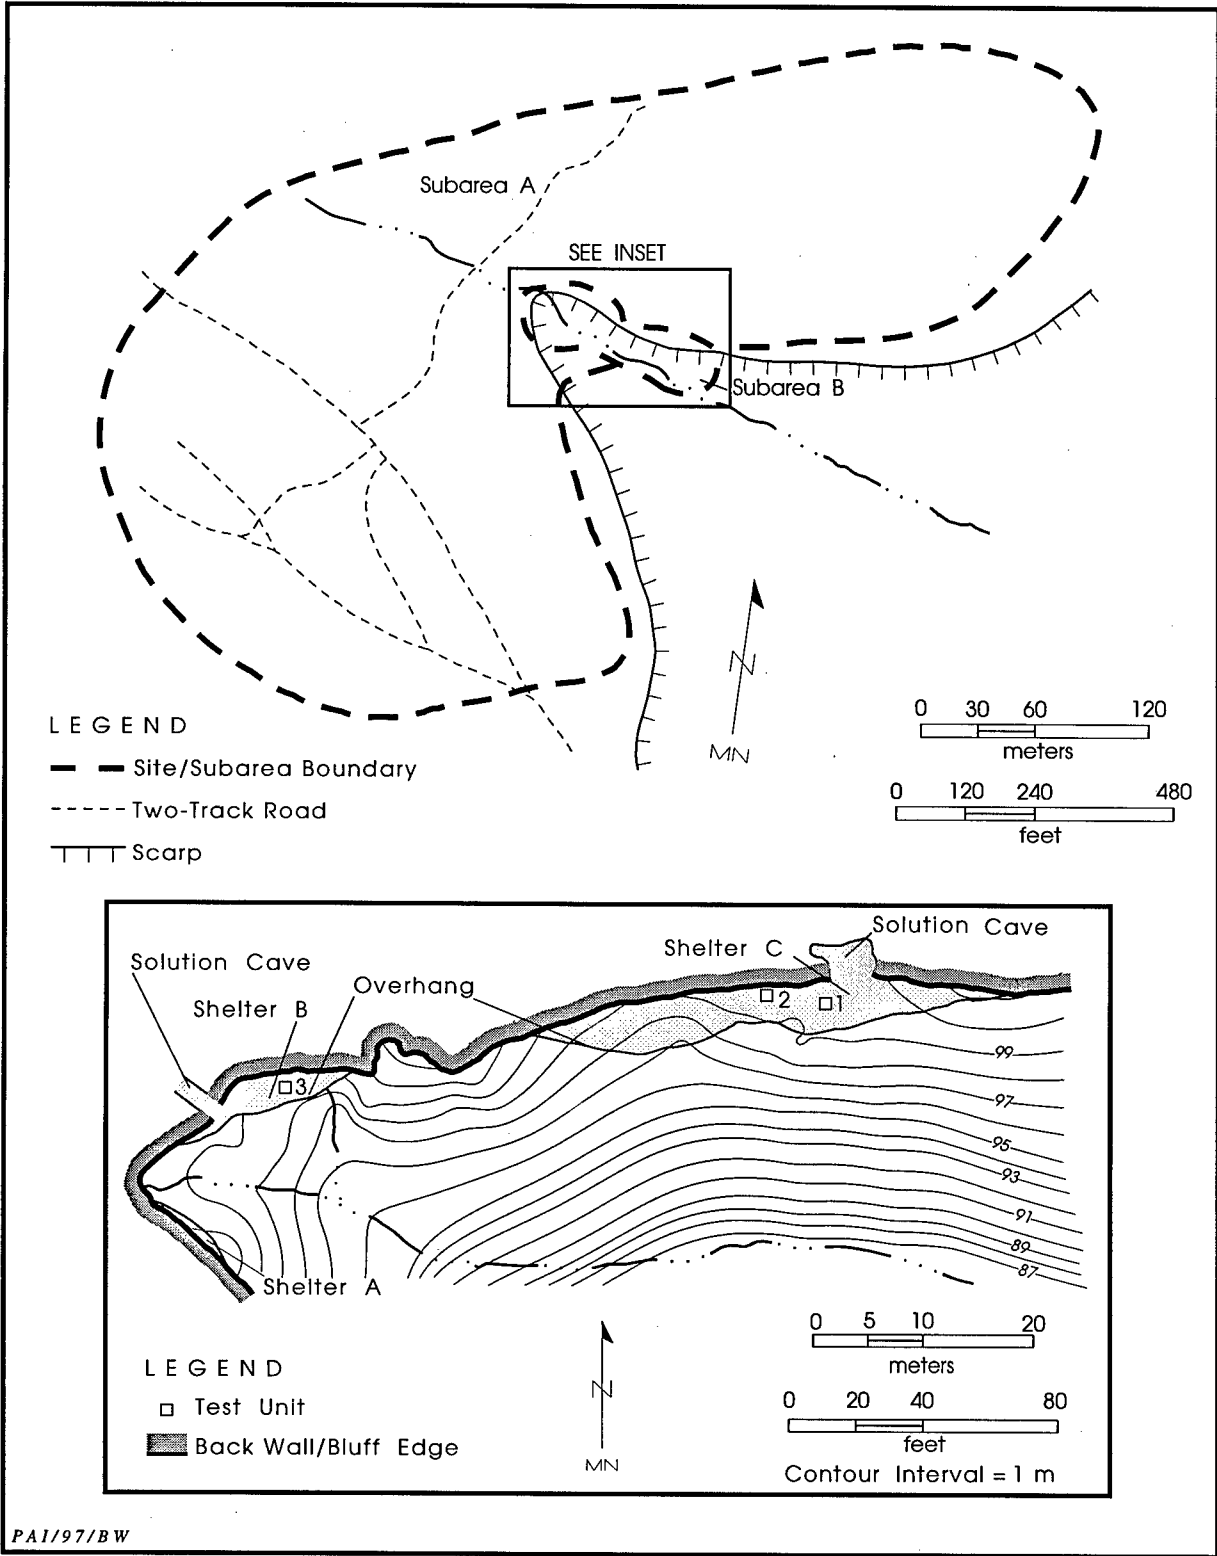 Subarea A
SEE INSET
Subarea B
N
MN
LEGEND
Site/Subarea Boundary
Two-Track Road
Scarp
0 30 60 120
meters
0 120 240 480
feet
Solution Cave
Shelter C
Solution Cave
Overhang
Shelter B
2
1
3
99
97
95
93
91
89
87
Shelter A
LEGEND
Test Unit
Back Wall/Bluff Edge
N
MN
0 5 10 20
meters
0 20 40 80
feet
Contour Interval = 1 m
PAI/97/BW